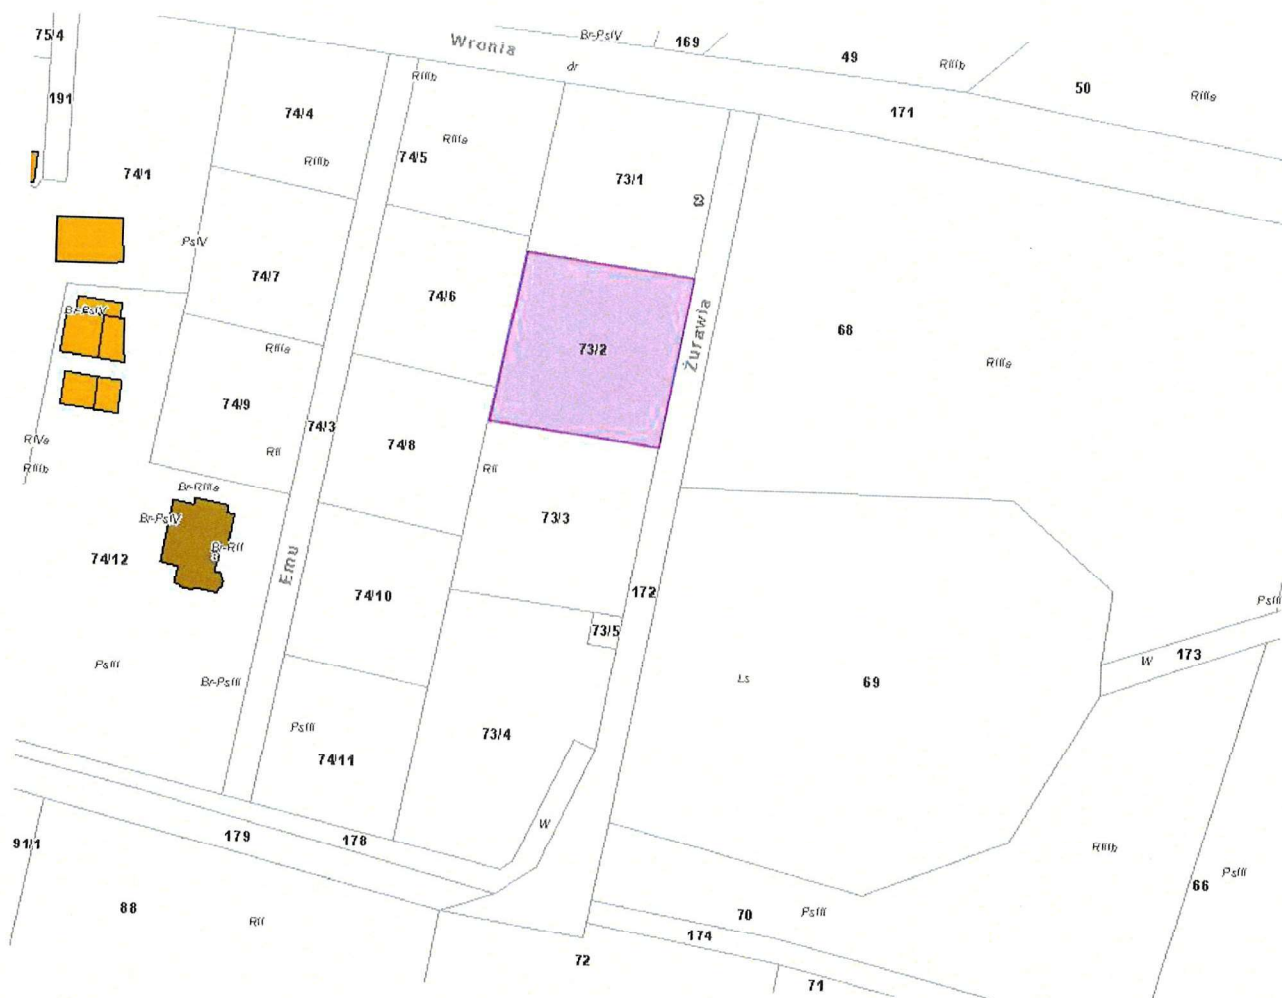 75/4
Wronia
Br-PsIV
169
49
RIIIb
50
RIIIa
dr
171
191
74/4
RIIIb
RIIIb
RIIIa
74/5
74/1
73/1
PsIV
74/7
74/6
Żurawia
73/2
68
RIIIa
Br-PsIV
RIIIa
74/9
74/3
74/8
RII
RII
RIVa
RIIIb
Br-RIIIa
Br-PsIV
Br-RII
a
73/3
74/12
Emu
74/10
172
73/5
PsIII
W
173
PsIII
Br-PsIII
Ls
69
PsIII
74/11
73/4
W
179
178
91/1
RIIIb
PsIII
66
88
RII
70
PsIII
174
72
71